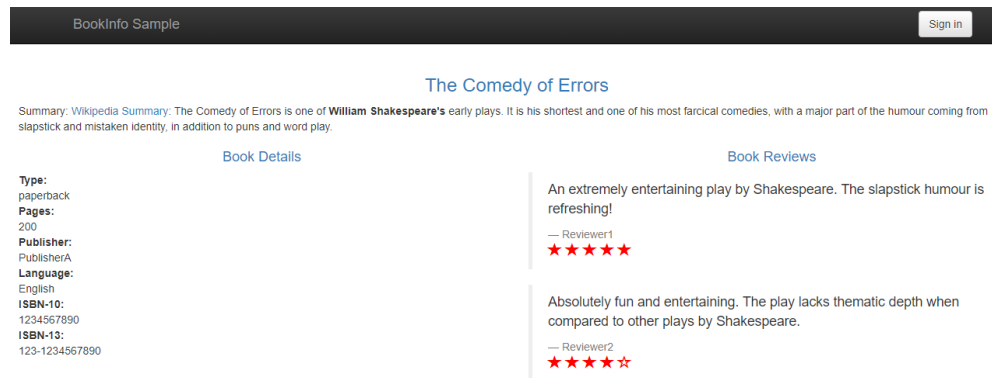 BookInfo Sample
Sign in
The Comedy of Errors
Summary: Wikipedia Summary: The Comedy of Errors is one of William Shakespeare's early plays. It is his shortest and one of his most farcical comedies, with a major part of the humour coming from
slapstick and mistaken identity, in addition to puns and word play.
Book Details
Type:
paperback
Pages:
200
Publisher:
PublisherA
Language:
English
ISBN-10:
1234567890
ISBN-13:
123-1234567890
Book Reviews
An extremely entertaining play by Shakespeare. The slapstick humour is
refreshing!
— Reviewer1
★★★★★
Absolutely fun and entertaining. The play lacks thematic depth when
compared to other plays by Shakespeare.
— Reviewer2
★★★★☆